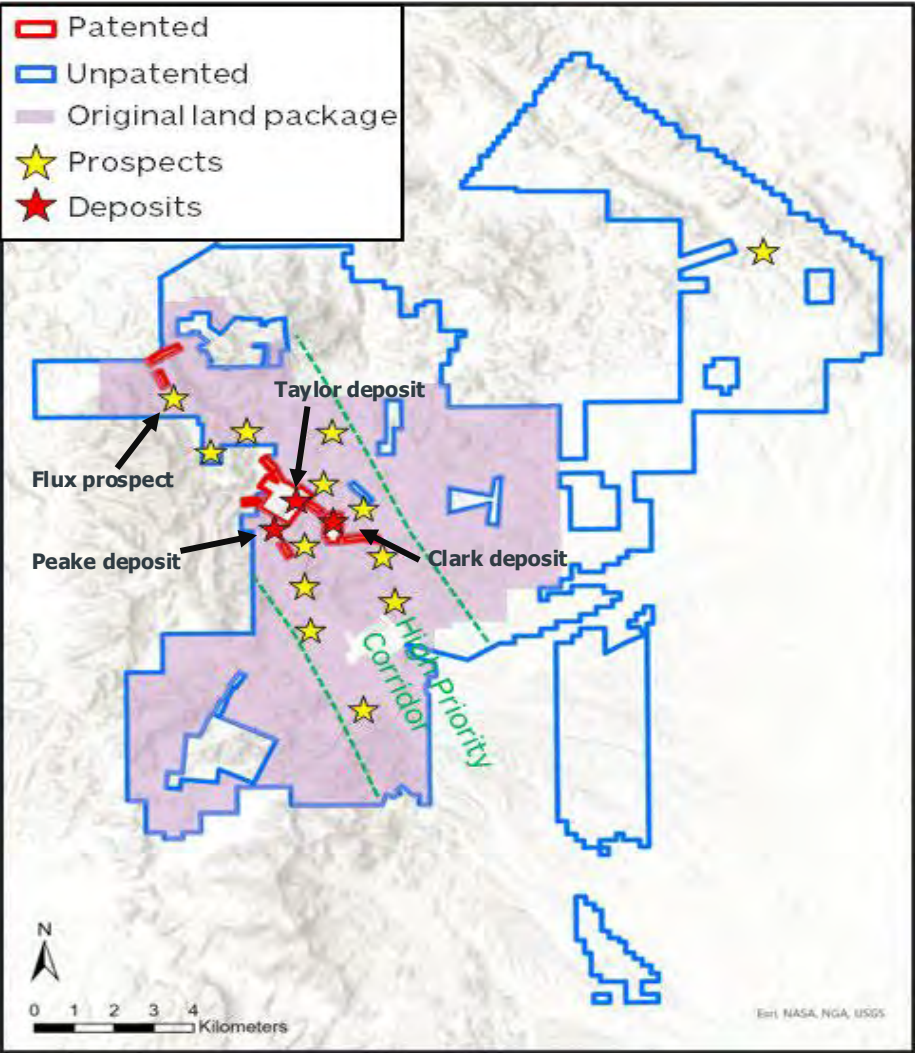 Patented
Unpatented
Original land package
Prospects
Deposits
Taylor deposit
Flux prospect
Peake deposit
Clark deposit
High Priority
Corridor
N
0 1 2 3 4
Kilometers
Esri, NASA, NGA, USGS